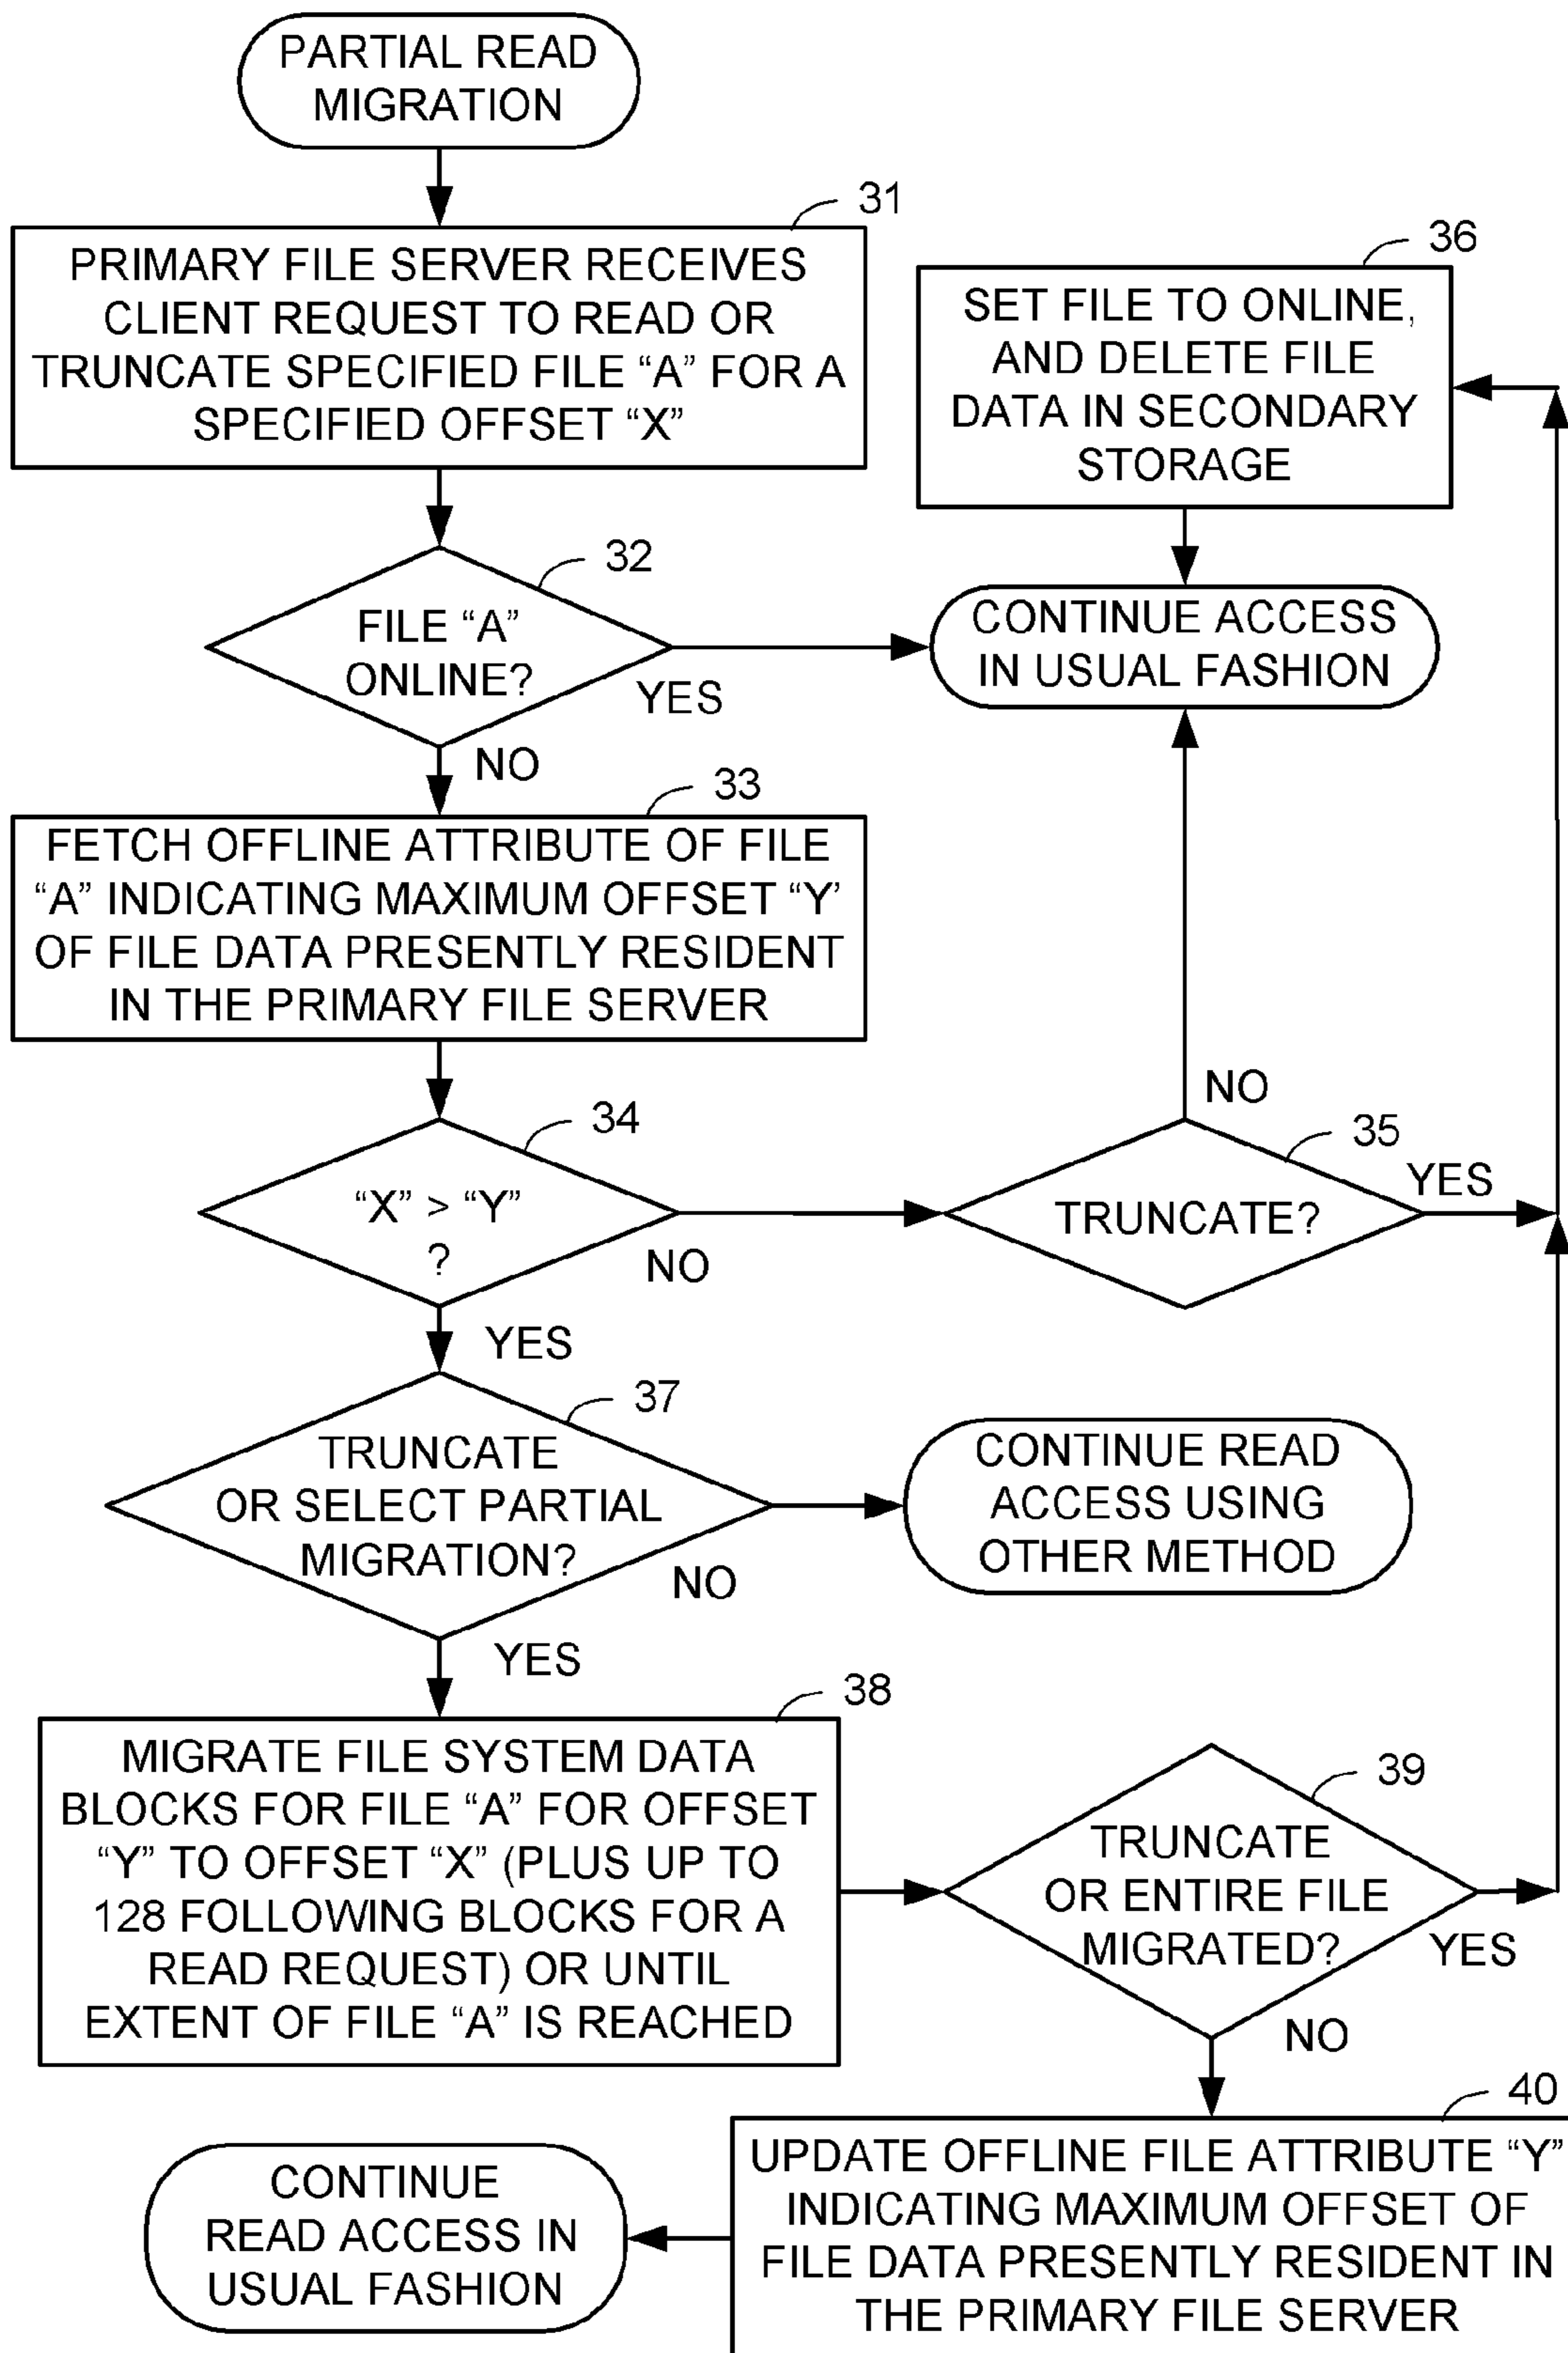 PARTIAL READ
MIGRATION
31
PRIMARY FILE SERVER RECEIVES
CLIENT REQUEST TO READ OR
TRUNCATE SPECIFIED FILE “A” FOR A
SPECIFIED OFFSET “X”
36
SET FILE TO ONLINE,
AND DELETE FILE
DATA IN SECONDARY
STORAGE
32
FILE “A”
ONLINE?
YES
NO
CONTINUE ACCESS
IN USUAL FASHION
33
FETCH OFFLINE ATTRIBUTE OF FILE
“A” INDICATING MAXIMUM OFFSET “Y’
OF FILE DATA PRESENTLY RESIDENT
IN THE PRIMARY FILE SERVER
34
“X” > “Y”
?
NO
YES
NO
35
TRUNCATE?
YES
37
TRUNCATE
OR SELECT PARTIAL
MIGRATION?
NO
YES
CONTINUE READ
ACCESS USING
OTHER METHOD
38
MIGRATE FILE SYSTEM DATA
BLOCKS FOR FILE “A” FOR OFFSET
“Y” TO OFFSET “X” (PLUS UP TO
128 FOLLOWING BLOCKS FOR A
READ REQUEST) OR UNTIL
EXTENT OF FILE “A” IS REACHED
39
TRUNCATE
OR ENTIRE FILE
MIGRATED?
YES
NO
40
UPDATE OFFLINE FILE ATTRIBUTE “Y”
INDICATING MAXIMUM OFFSET OF
FILE DATA PRESENTLY RESIDENT IN
THE PRIMARY FILE SERVER
CONTINUE
READ ACCESS IN
USUAL FASHION